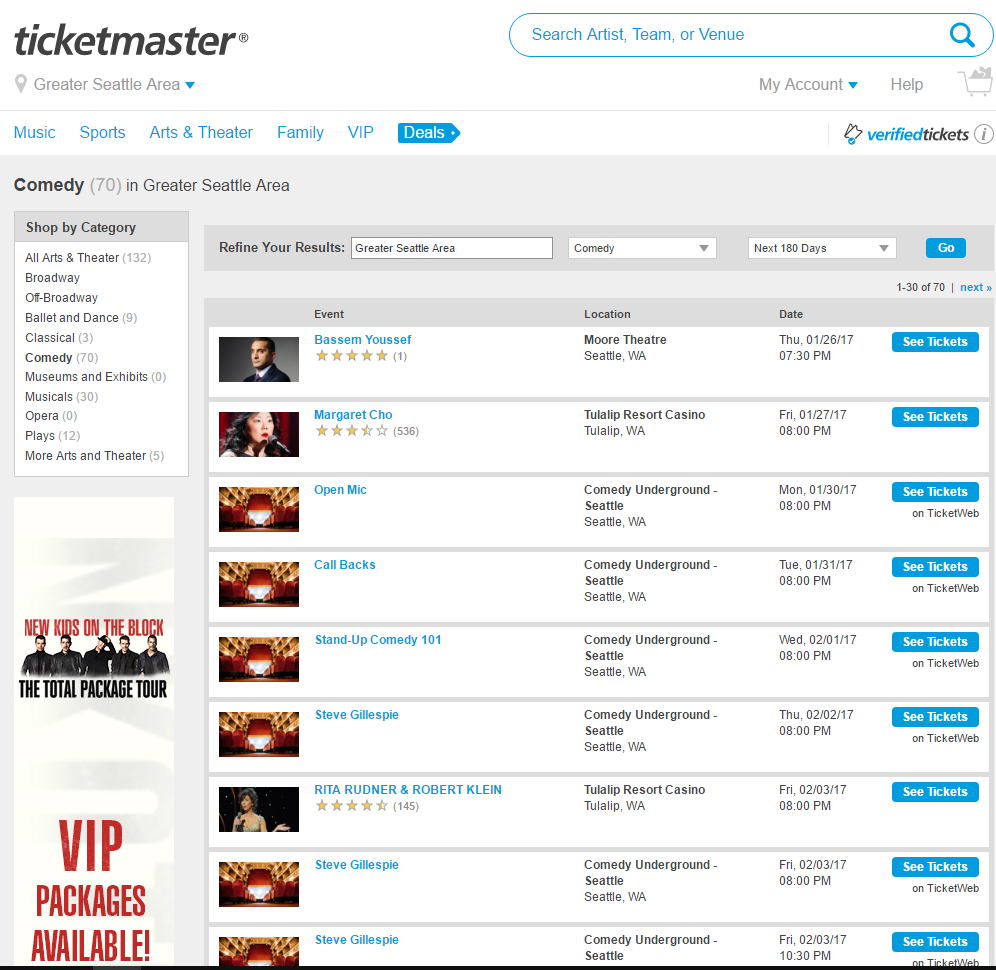 ticketmaster®
Search Artist, Team, or Venue
Greater Seattle Area
My Account
Help
Music
Sports
Arts & Theater
Family
VIP
Deals
verifiedtickets i
Comedy (70) in Greater Seattle Area
Shop by Category
All Arts & Theater (132)
Broadway
Off-Broadway
Ballet and Dance (9)
Classical (3)
Comedy (70)
Museums and Exhibits (0)
Musicals (30)
Opera (0)
Plays (12)
More Arts and Theater (5)
NEW KIDS ON THE BLOCK
THE TOTAL PACKAGE TOUR
VIP
PACKAGES
AVAILABLE!
Refine Your Results:
Greater Seattle Area
Comedy
Next 180 Days
Go
1-30 of 70 | next »
Event
Location
Date
Bassem Youssef
(1)
Moore Theatre
Seattle, WA
Thu, 01/26/17
07:30 PM
See Tickets
Margaret Cho
(536)
Tulalip Resort Casino
Tulalip, WA
Fri, 01/27/17
08:00 PM
See Tickets
Open Mic
Comedy Underground -
Seattle
Seattle, WA
Mon, 01/30/17
08:00 PM
See Tickets
on TicketWeb
Call Backs
Comedy Underground -
Seattle
Seattle, WA
Tue, 01/31/17
08:00 PM
See Tickets
on TicketWeb
Stand-Up Comedy 101
Comedy Underground -
Seattle
Seattle, WA
Wed, 02/01/17
08:00 PM
See Tickets
on TicketWeb
Steve Gillespie
Comedy Underground -
Seattle
Seattle, WA
Thu, 02/02/17
08:00 PM
See Tickets
on TicketWeb
RITA RUDNER & ROBERT KLEIN
(145)
Tulalip Resort Casino
Tulalip, WA
Fri, 02/03/17
08:00 PM
See Tickets
Steve Gillespie
Comedy Underground -
Seattle
Seattle, WA
Fri, 02/03/17
08:00 PM
See Tickets
on TicketWeb
Steve Gillespie
Comedy Underground -
Seattle
Fri, 02/03/17
10:30 PM
See Tickets
on TicketWeb